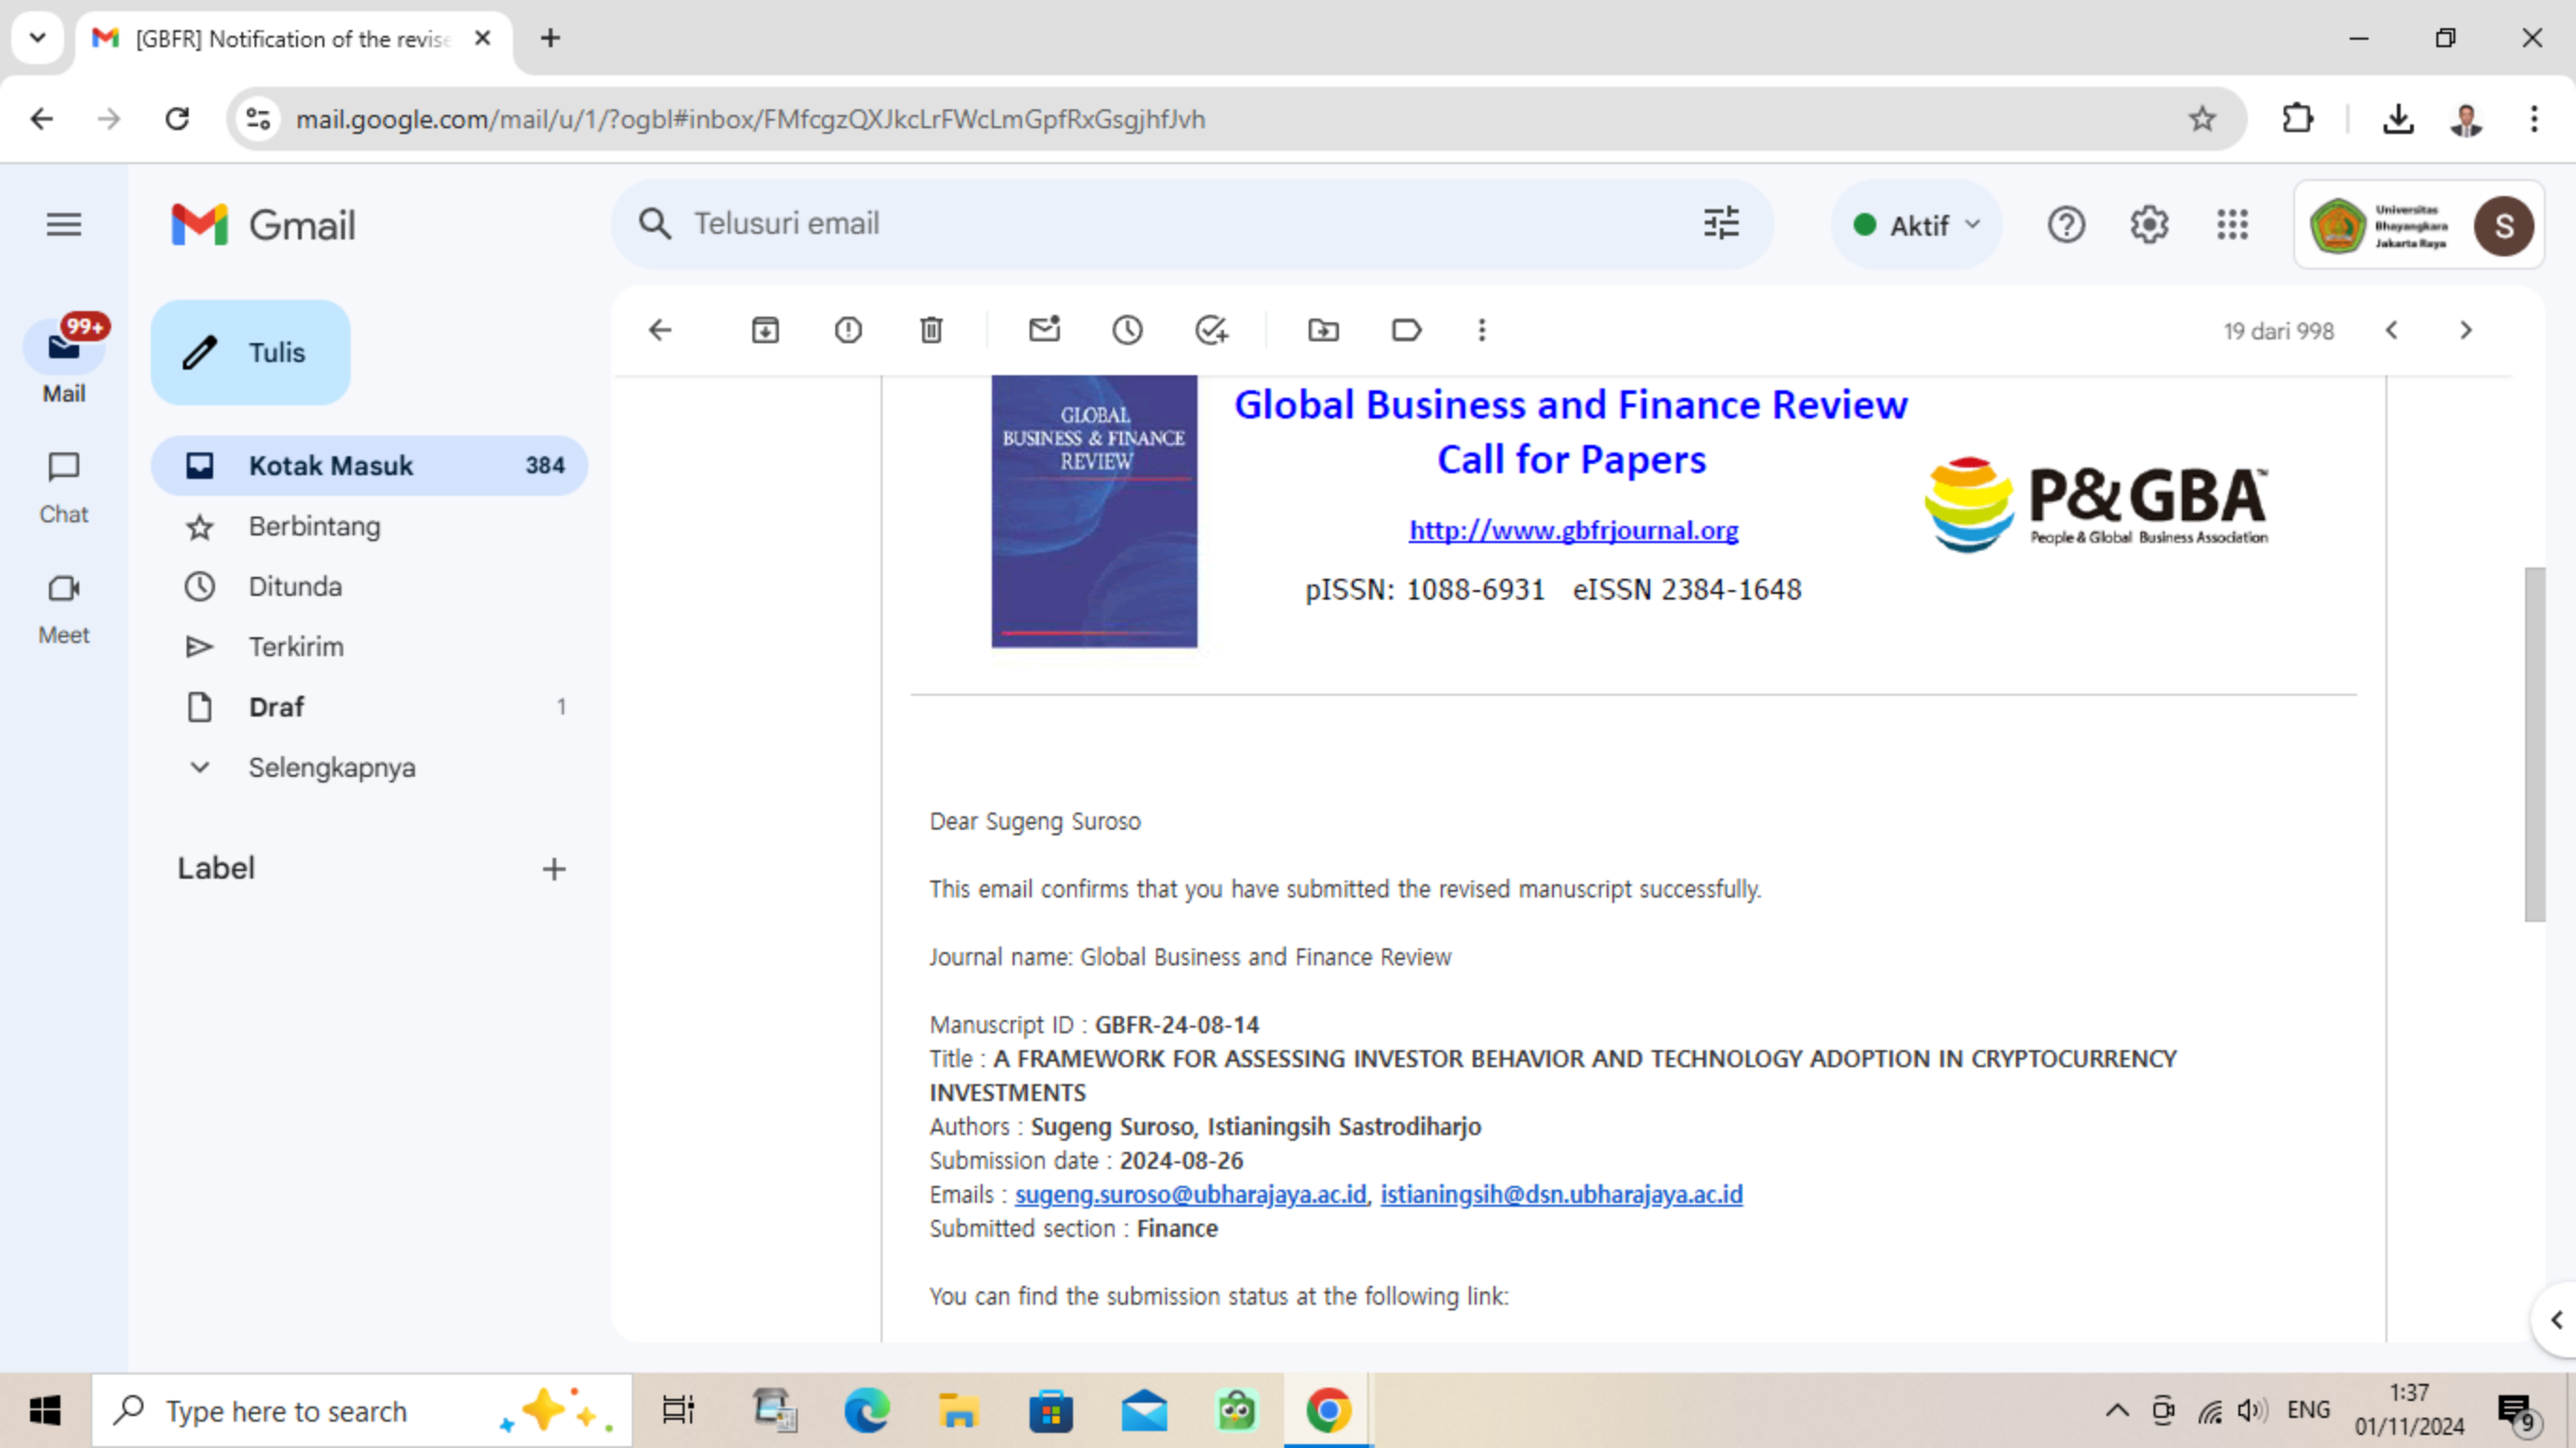 [GBFR] Notification of the revise
mail.google.com/mail/u/1/?ogbl#inbox/FMfcgzQXJkcLrFWcLmGpfRxGsgjhfJvh
Gmail
Telusuri email
Aktif
Universitas
Bhayangkara
Jakarta Raya
S
99+
Mail
Chat
Meet
Tulis
Kotak Masuk 384
Berbintang
Ditunda
Terkirim
Draf 1
Selengkapnya
Label
19 dari 998
GLOBAL
BUSINESS & FINANCE
REVIEW
Global Business and Finance Review
Call for Papers
http://www.gbfrjournal.org
pISSN: 1088-6931 eISSN 2384-1648
P&GBA™
People & Global Business Association
Dear Sugeng Suroso
This email confirms that you have submitted the revised manuscript successfully.
Journal name: Global Business and Finance Review
Manuscript ID : GBFR-24-08-14
Title : A FRAMEWORK FOR ASSESSING INVESTOR BEHAVIOR AND TECHNOLOGY ADOPTION IN CRYPTOCURRENCY
INVESTMENTS
Authors : Sugeng Suroso, Istianingsih Sastrodiharjo
Submission date : 2024-08-26
Emails : sugeng.suroso@ubharajaya.ac.id, istianingsih@dsn.ubharajaya.ac.id
Submitted section : Finance
You can find the submission status at the following link:
Type here to search
ENG
1:37
01/11/2024
9